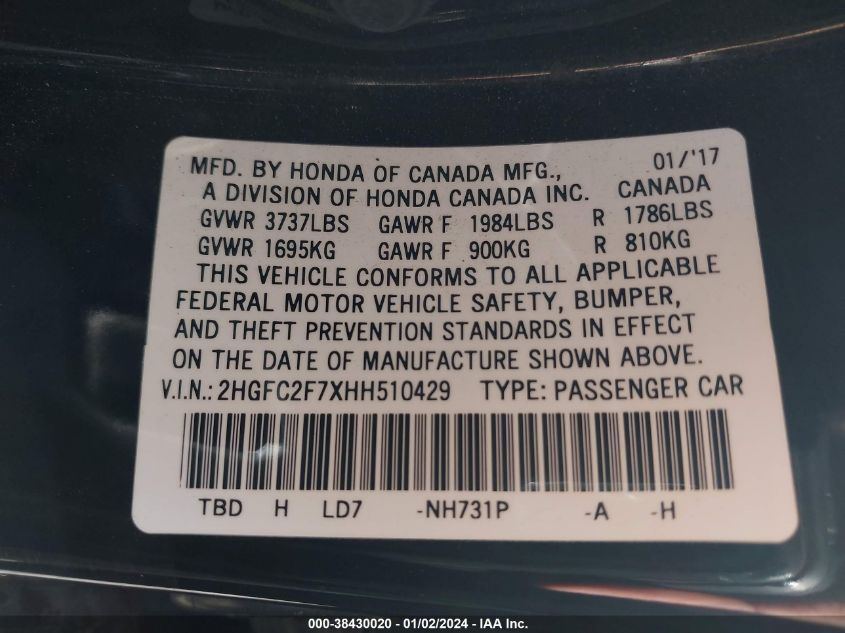 MFD. BY HONDA OF CANADA MFG., 01/'17
A DIVISION OF HONDA CANADA INC. CANADA
GVWR 3737LBS GAWR F 1984LBS R 1786LBS
GVWR 1695KG GAWR F 900KG R 810KG
THIS VEHICLE CONFORMS TO ALL APPLICABLE
FEDERAL MOTOR VEHICLE SAFETY, BUMPER,
AND THEFT PREVENTION STANDARDS IN EFFECT
ON THE DATE OF MANUFACTURE SHOWN ABOVE.
V.I.N.: 2HGFC2F7XHH510429 TYPE: PASSENGER CAR
TBD H LD7 -NH731P -A -H
000-38430020 - 01/02/2024 - IAA Inc.